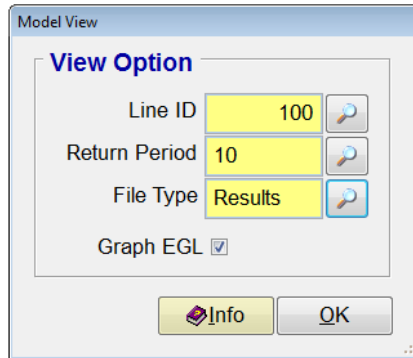 Model View
View Option
Line ID 100
Return Period 10
File Type Results
Graph EGL
Info OK